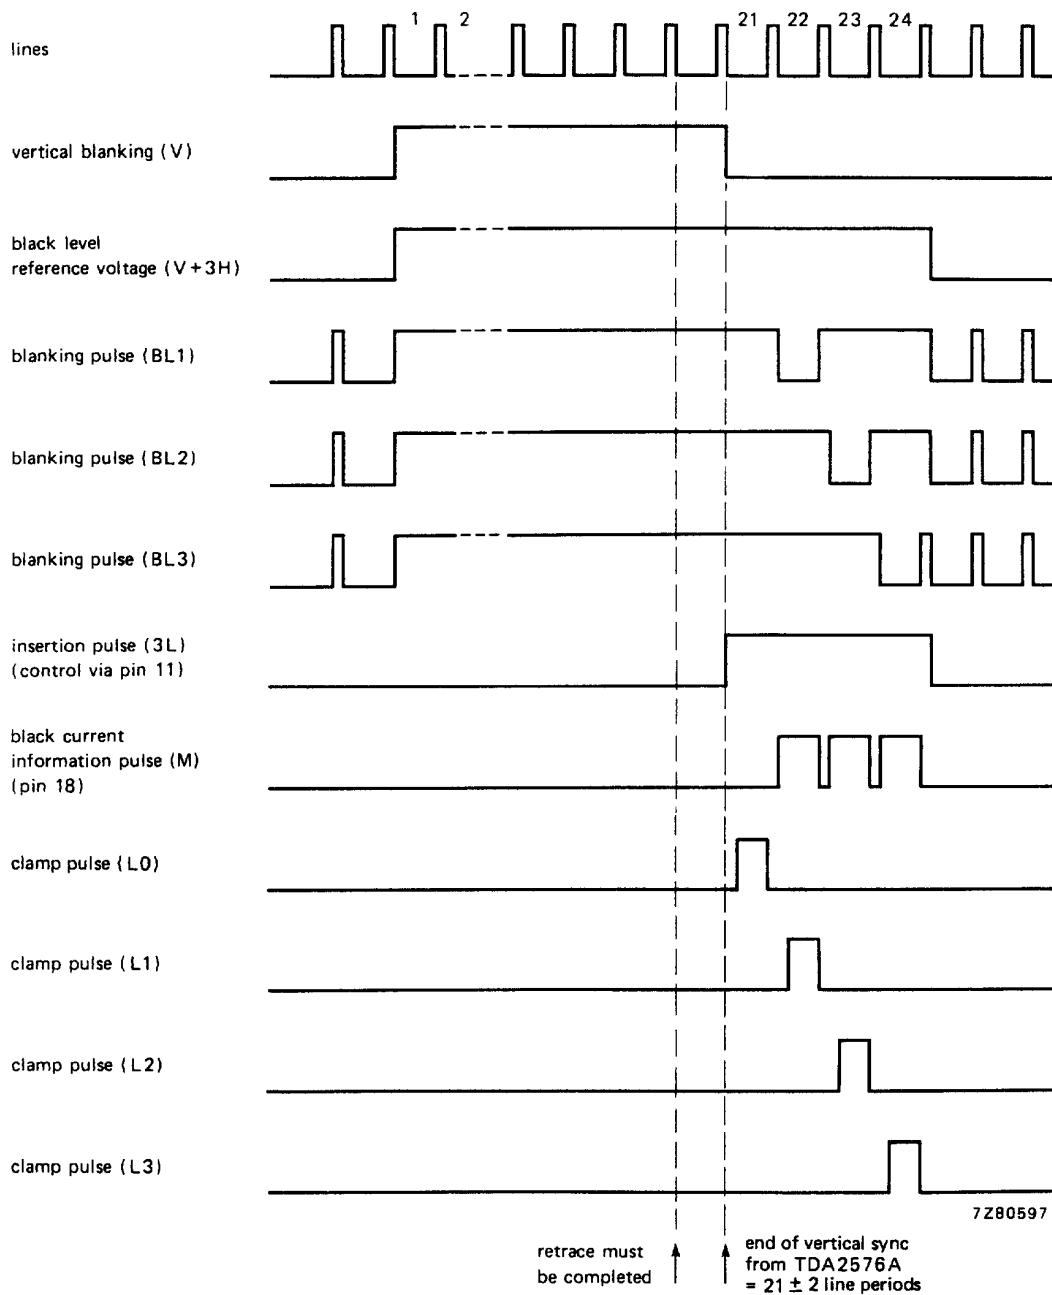 1 2 21 22 23 24
lines
vertical blanking (V)
black level
reference voltage (V+3H)
blanking pulse (BL1)
blanking pulse (BL2)
blanking pulse (BL3)
insertion pulse (3L)
(control via pin 11)
black current
information pulse (M)
(pin 18)
clamp pulse (L0)
clamp pulse (L1)
clamp pulse (L2)
clamp pulse (L3)
7Z80597
retrace must
be completed
end of vertical sync
from TDA2576A
= 21 ± 2 line periods